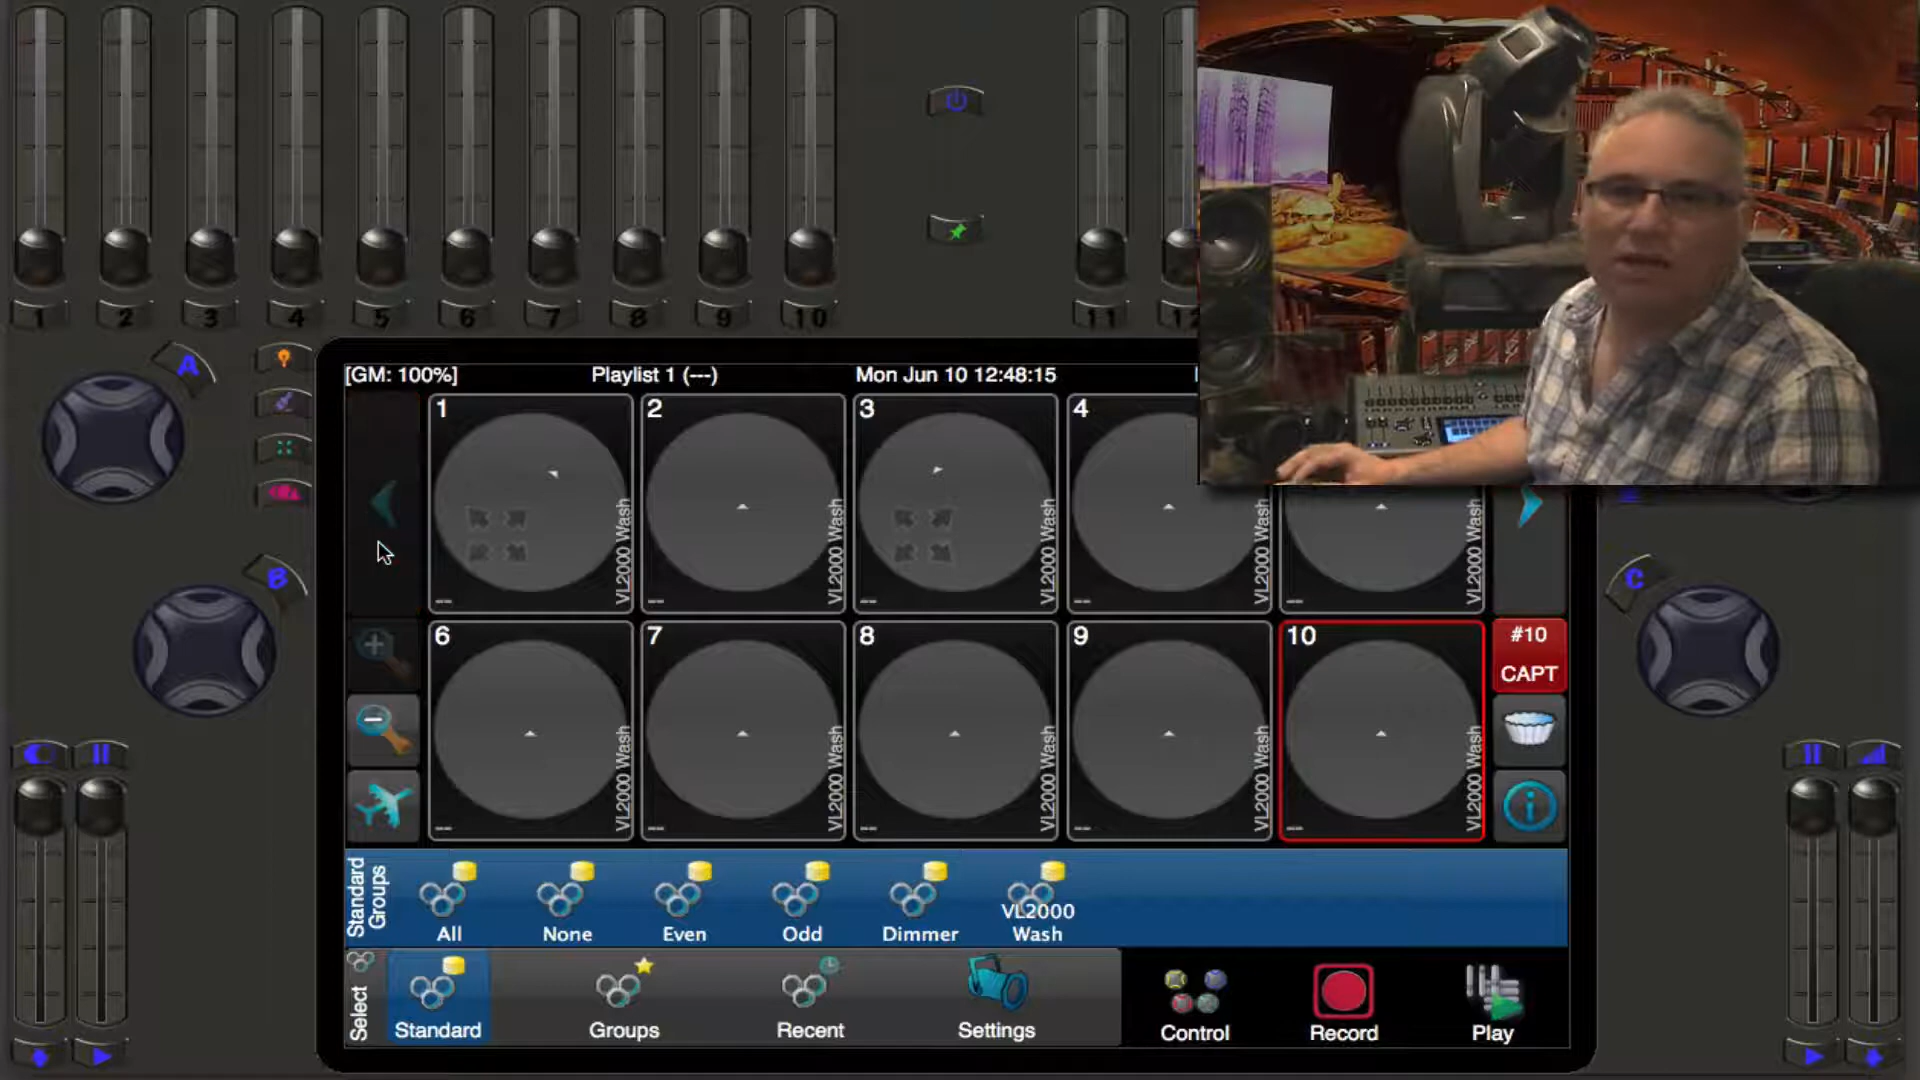 1 2 3 4 5 6 7 8 9 10 11 12
A
[GM: 100%] Playlist 1 (---) Mon Jun 10 12:48:15
1 2 3 4
VL2000 Wash VL2000 Wash VL2000 Wash VL2000 Wash VL2000 Wash
-- -- -- -- --
B C
6 7 8 9 10 #10
CAPT
VL2000 Wash VL2000 Wash VL2000 Wash VL2000 Wash VL2000 Wash
-- -- -- -- --
Standard
Groups
All None Even Odd Dimmer VL2000
Wash
Select
Standard Groups Recent Settings Control Record Play